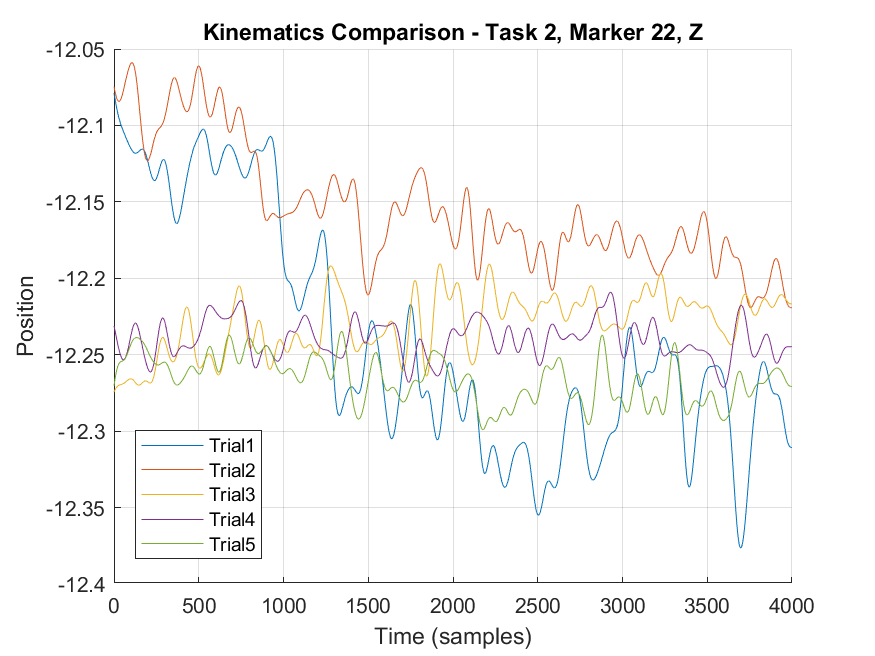 Kinematics Comparison - Task 2, Marker 22, Z
-12.05
-12.1
-12.15
-12.2
-12.25
-12.3
-12.35
-12.4
Position
Trial1
Trial2
Trial3
Trial4
Trial5
0 500 1000 1500 2000 2500 3000 3500 4000
Time (samples)